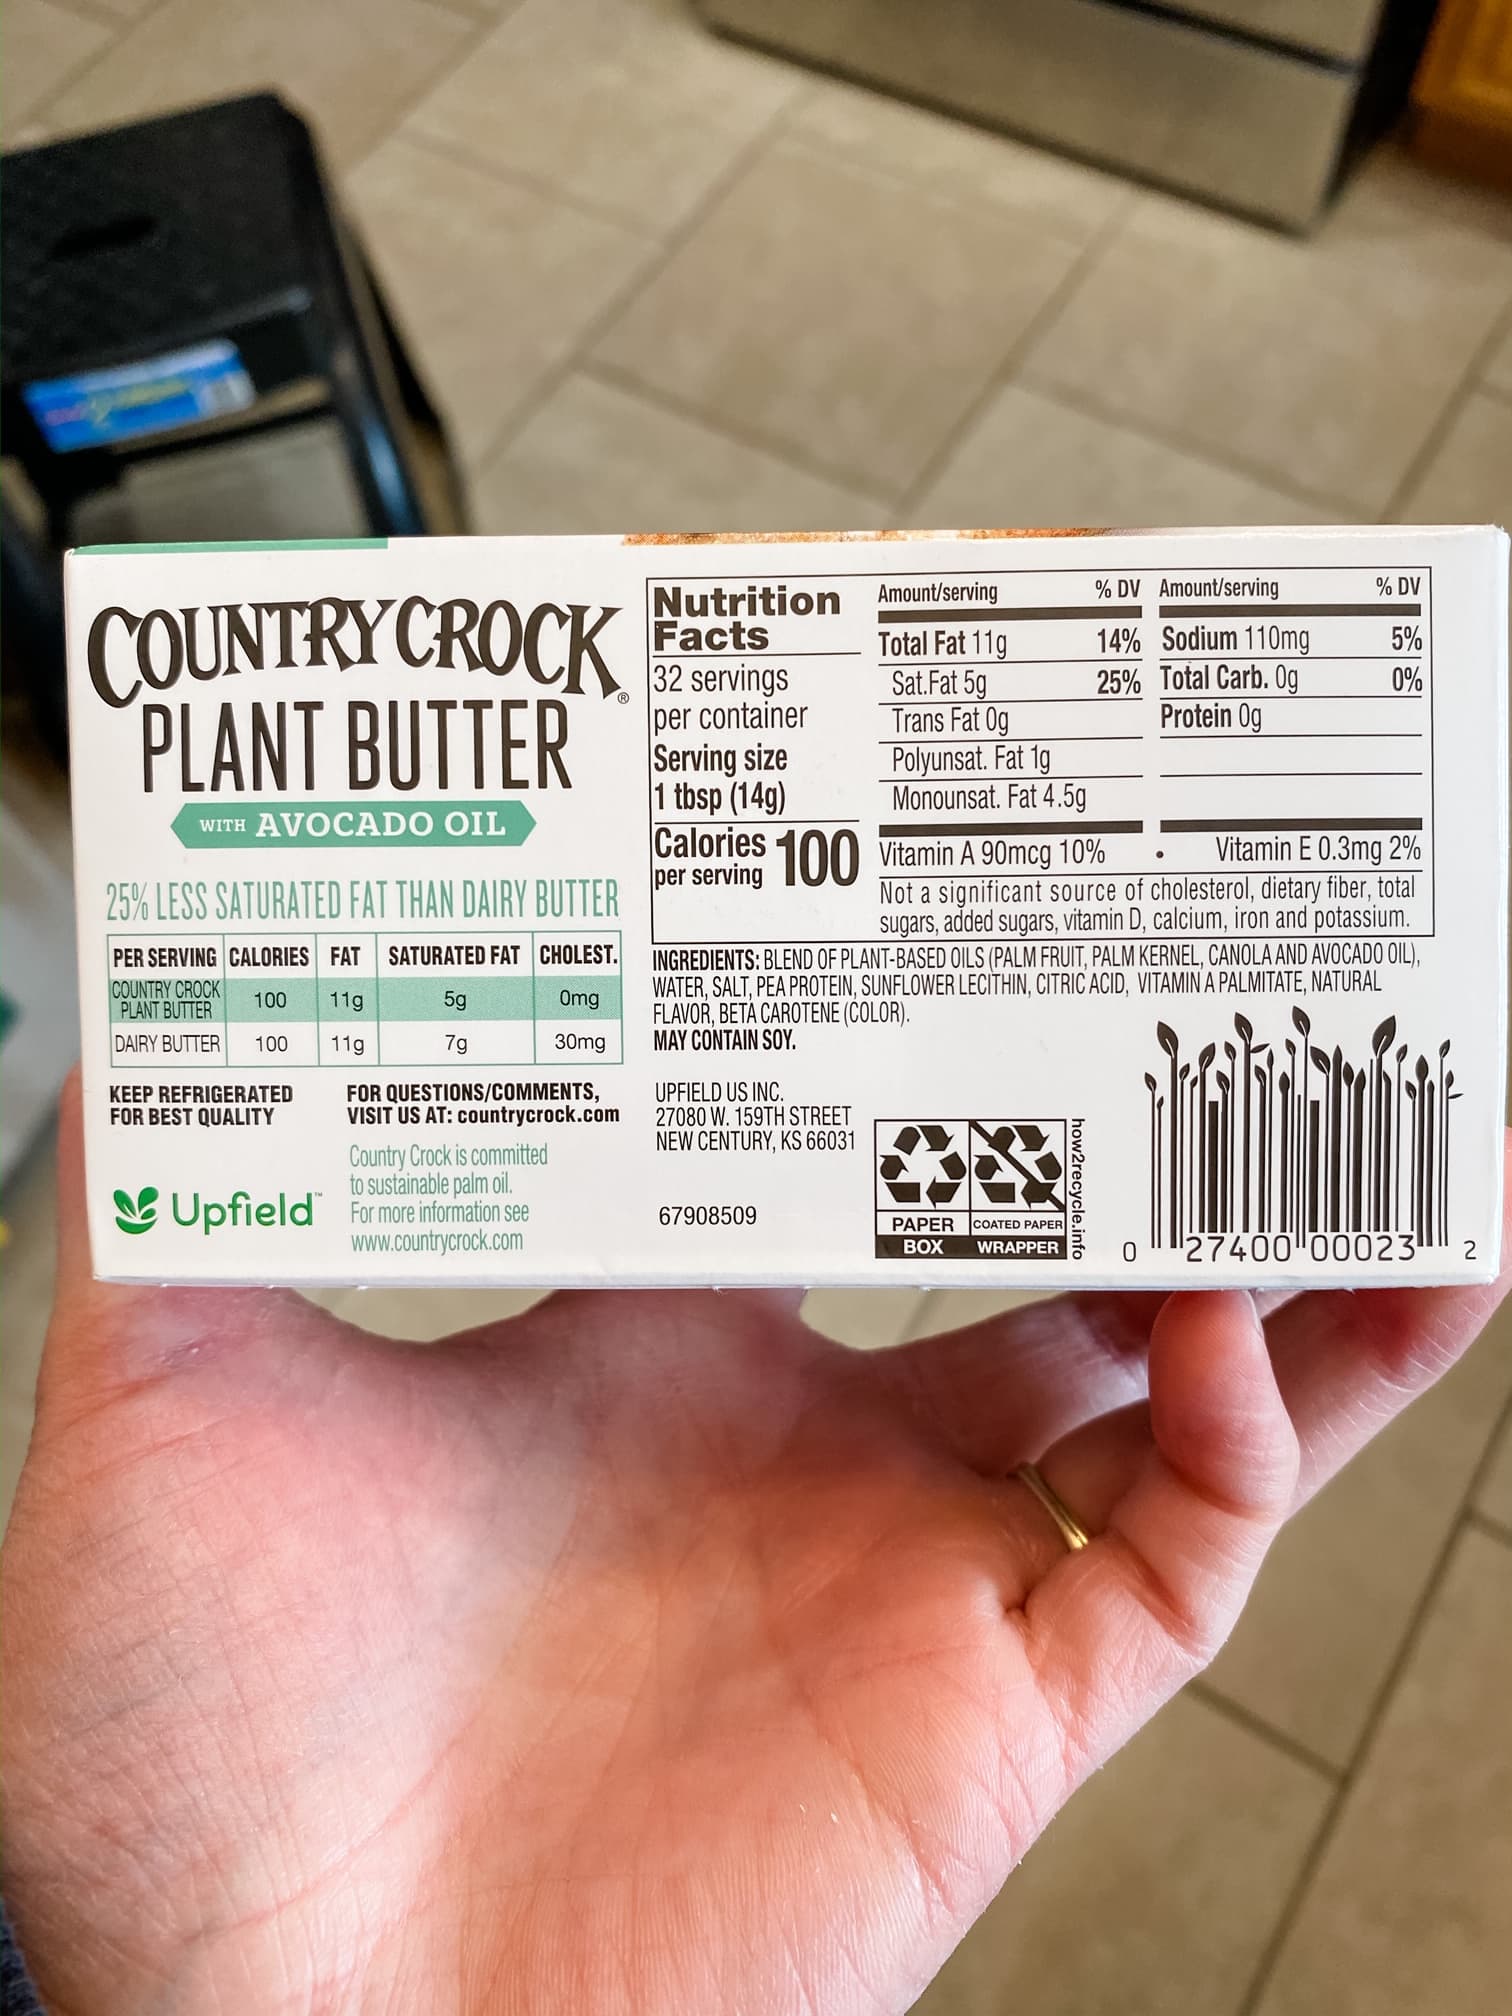 COUNTRY CROCK®
PLANT BUTTER
WITH AVOCADO OIL
25% LESS SATURATED FAT THAN DAIRY BUTTER
PER SERVING CALORIES FAT SATURATED FAT CHOLEST.
COUNTRY CROCK
PLANT BUTTER 100 11g 5g 0mg
DAIRY BUTTER 100 11g 7g 30mg
KEEP REFRIGERATED
FOR BEST QUALITY
FOR QUESTIONS/COMMENTS,
VISIT US AT: countrycrock.com
Country Crock is committed
to sustainable palm oil.
For more information see
www.countrycrock.com
Upfield™
Nutrition
Facts
32 servings
per container
Serving size
1 tbsp (14g)
Calories
per serving 100
Amount/serving % DV
Total Fat 11g 14%
Sat.Fat 5g 25%
Trans Fat 0g
Polyunsat. Fat 1g
Monounsat. Fat 4.5g
Amount/serving % DV
Sodium 110mg 5%
Total Carb. 0g 0%
Protein 0g
Vitamin A 90mcg 10% • Vitamin E 0.3mg 2%
Not a significant source of cholesterol, dietary fiber, total
sugars, added sugars, vitamin D, calcium, iron and potassium.
INGREDIENTS: BLEND OF PLANT-BASED OILS (PALM FRUIT, PALM KERNEL, CANOLA AND AVOCADO OIL),
WATER, SALT, PEA PROTEIN, SUNFLOWER LECITHIN, CITRIC ACID, VITAMIN A PALMITATE, NATURAL
FLAVOR, BETA CAROTENE (COLOR).
MAY CONTAIN SOY.
UPFIELD US INC.
27080 W. 159TH STREET
NEW CENTURY, KS 66031
67908509
PAPER
BOX
COATED PAPER
WRAPPER
how2recycle.info
0 27400 00023 2